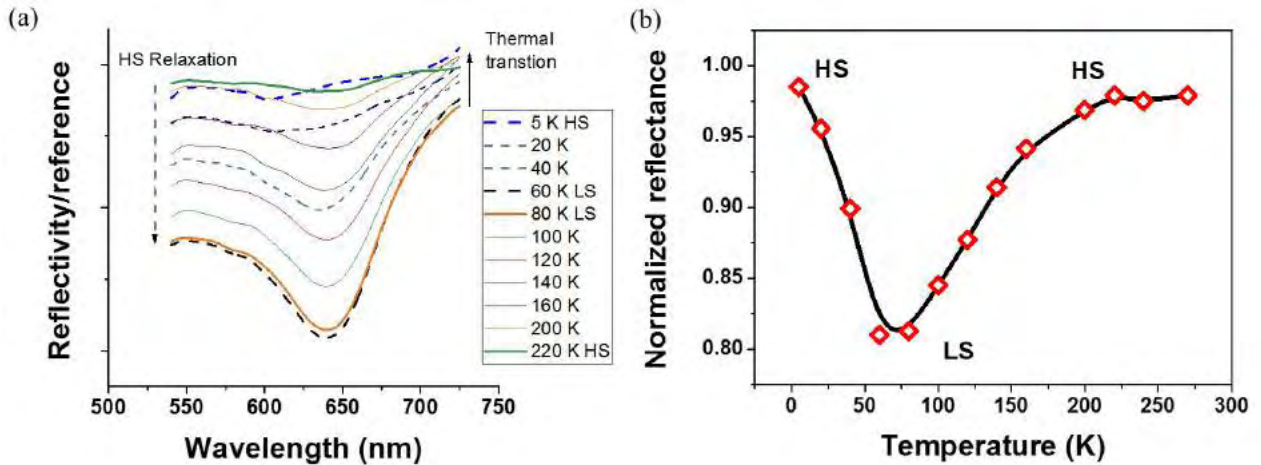 (a)
HS Relaxation
Thermal
transtion
5 K HS
20 K
40 K
60 K LS
80 K LS
100 K
120 K
140 K
160 K
200 K
220 K HS
Reflectivity/reference
500 550 600 650 700 750
Wavelength (nm)
(b)
HS
HS
LS
1.00
0.95
0.90
0.85
0.80
Normalized reflectance
0 50 100 150 200 250 300
Temperature (K)